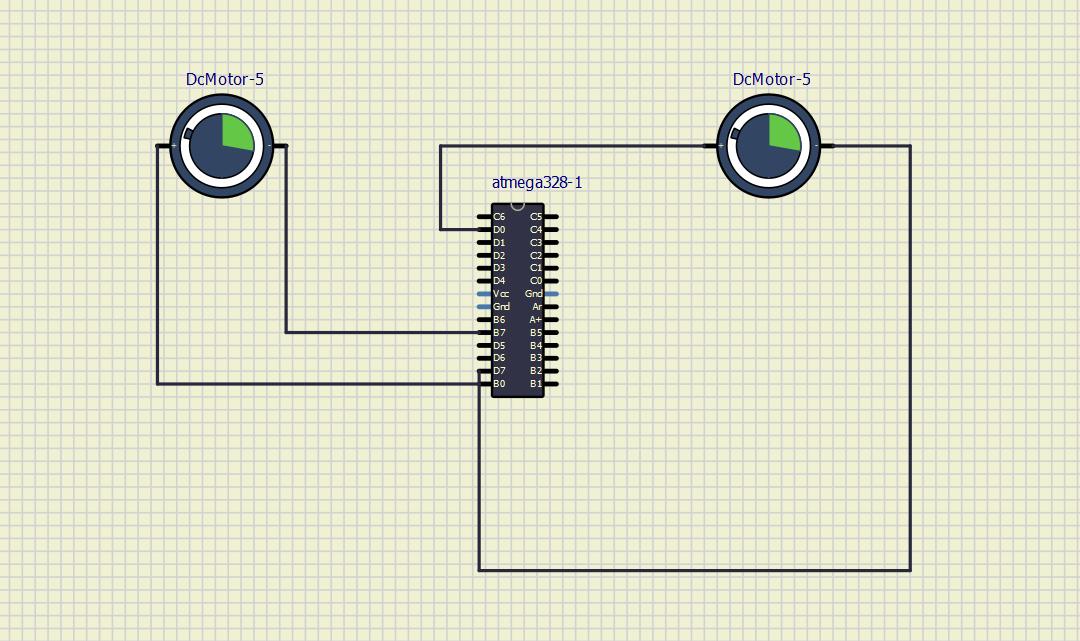 DcMotor-5
DcMotor-5
atmega328-1
C6 C5
D0 C4
D1 C3
D2 C2
D3 C1
D4 C0
Vcc Gnd
Gnd Ar
B6 A+
B7 B5
D5 B4
D6 B3
D7 B2
B0 B1
+ -
+ -